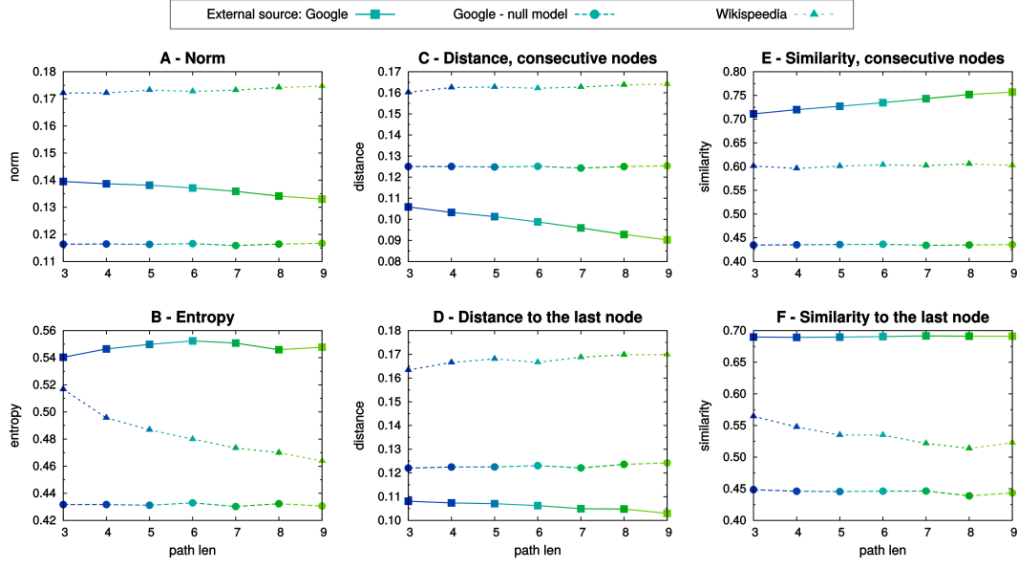 External source: Google Google - null model Wikispeedia
A - Norm
0.18
0.17
0.16
0.15
0.14
0.13
0.12
0.11
norm
3 4 5 6 7 8 9
C - Distance, consecutive nodes
0.17
0.16
0.15
0.14
0.13
0.12
0.11
0.10
0.09
0.08
distance
3 4 5 6 7 8 9
E - Similarity, consecutive nodes
0.80
0.75
0.70
0.65
0.60
0.55
0.50
0.45
0.40
similarity
3 4 5 6 7 8 9
B - Entropy
0.56
0.54
0.52
0.50
0.48
0.46
0.44
0.42
entropy
3 4 5 6 7 8 9
path len
D - Distance to the last node
0.18
0.17
0.16
0.15
0.14
0.13
0.12
0.11
0.10
distance
3 4 5 6 7 8 9
path len
F - Similarity to the last node
0.70
0.65
0.60
0.55
0.50
0.45
0.40
similarity
3 4 5 6 7 8 9
path len